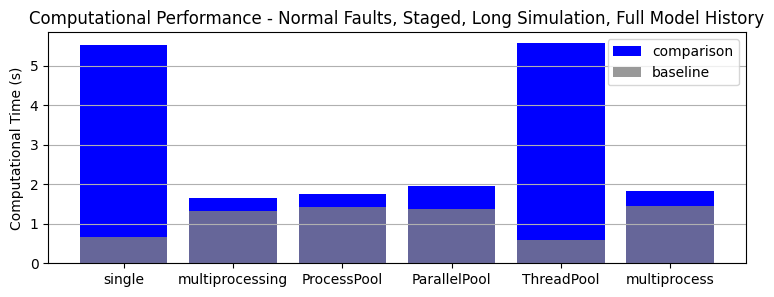 Computational Performance - Normal Faults, Staged, Long Simulation, Full Model History
Computational Time (s)
5
4
3
2
1
0
comparison
baseline
single
multiprocessing
ProcessPool
ParallelPool
ThreadPool
multiprocess